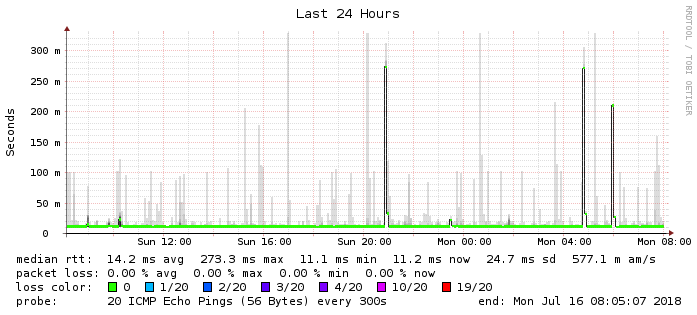 Last 24 Hours
RRDTOOL / TOBI OETIKER
Seconds
300 m
250 m
200 m
150 m
100 m
50 m
0
Sun 12:00 Sun 16:00 Sun 20:00 Mon 00:00 Mon 04:00 Mon 08:00
median rtt: 14.2 ms avg 273.3 ms max 11.1 ms min 11.2 ms now 24.7 ms sd 577.1 m am/s
packet loss: 0.00 % avg 0.00 % max 0.00 % min 0.00 % now
loss color: 0 1/20 2/20 3/20 4/20 10/20 19/20
probe: 20 ICMP Echo Pings (56 Bytes) every 300s end: Mon Jul 16 08:05:07 2018